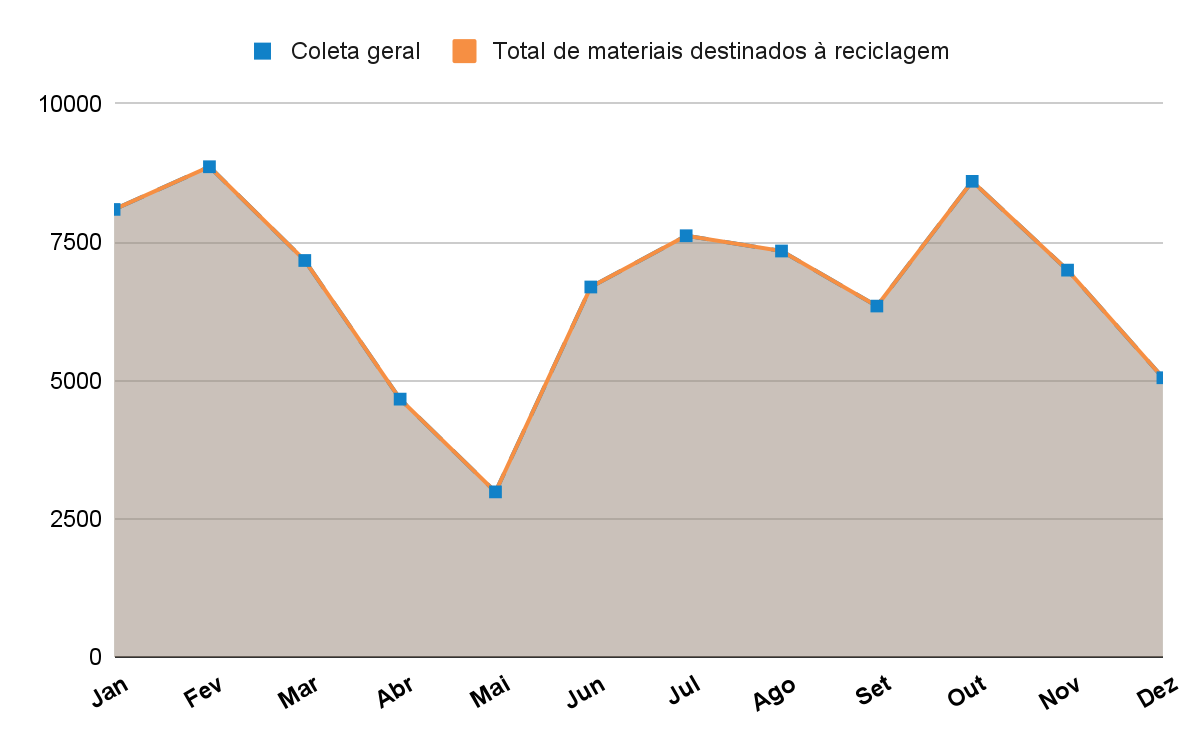 Coleta geral Total de materiais destinados à reciclagem
10000
7500
5000
2500
0
Jan Fev Mar Abr Mai Jun Jul Ago Set Out Nov Dez